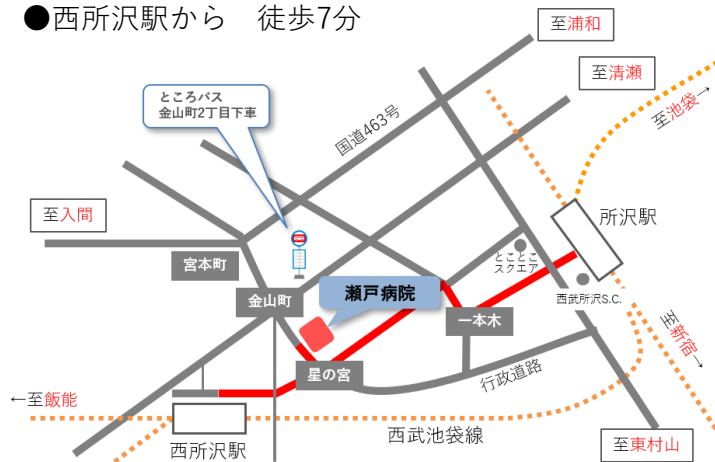 ●西所沢駅から　徒歩7分
至浦和
至清瀬
至池袋→
ところバス
金山町2丁目下車
国道463号
至入間
所沢駅
宮本町
とことこ
スクエア
金山町
瀬戸病院
西武所沢S.C.
一本木
至新宿→
星の宮
行政道路
←至飯能
西武池袋線
西所沢駅
至東村山